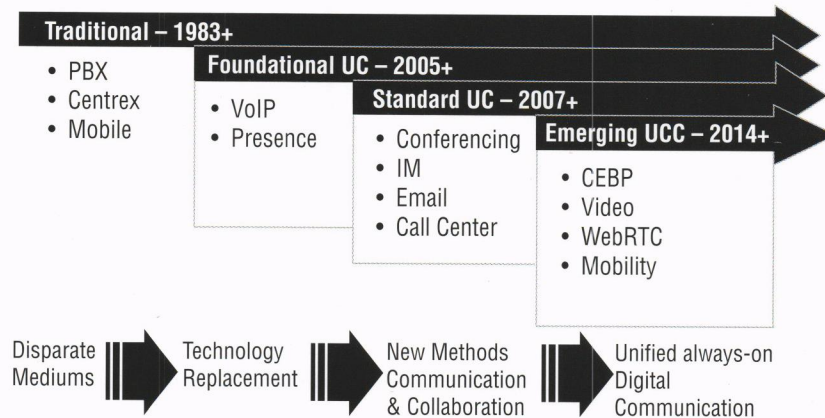 Traditional – 1983+
• PBX
• Centrex
• Mobile
Foundational UC – 2005+
• VoIP
• Presence
Standard UC – 2007+
• Conferencing
• IM
• Email
• Call Center
Emerging UCC – 2014+
• CEBP
• Video
• WebRTC
• Mobility
Disparate
Mediums
Technology
Replacement
New Methods
Communication
& Collaboration
Unified always-on
Digital
Communication